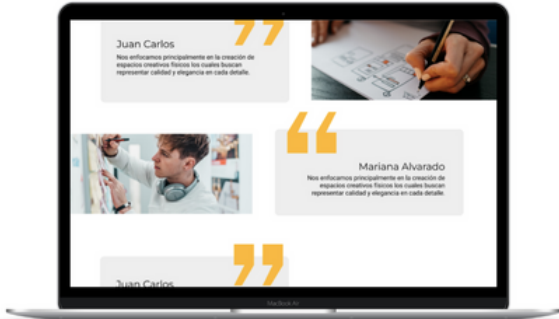 Juan Carlos
Nos enfocamos principalmente en la creación de
espacios creativos físicos los cuales buscan
representar calidad y elegancia en cada detalle.
Mariana Alvarado
Nos enfocamos principalmente en la creación de
espacios creativos físicos los cuales buscan
representar calidad y elegancia en cada detalle.
Juan Carlos
MacBook Air